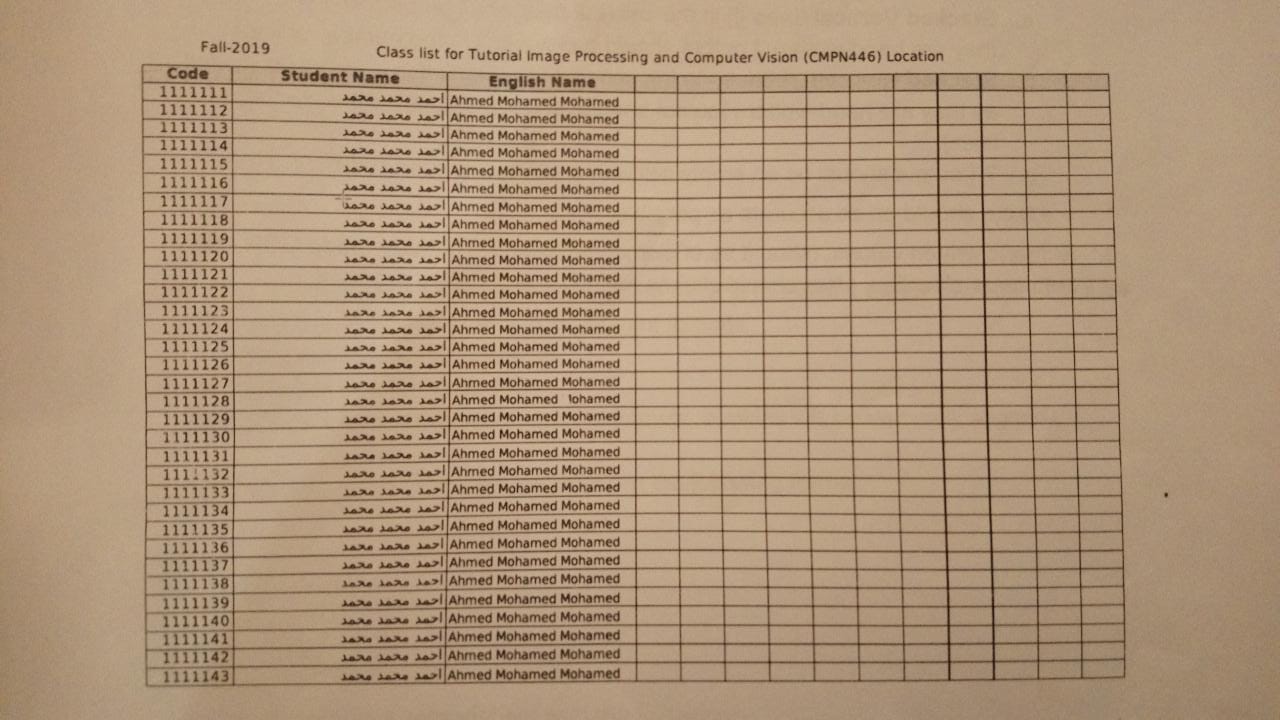 Fall-2019 Class list for Tutorial Image Processing and Computer Vision (CMPN446) Location
Code Student Name English Name
1111111 احمد محمد محمد Ahmed Mohamed Mohamed
1111112 احمد محمد محمد Ahmed Mohamed Mohamed
1111113 احمد محمد محمد Ahmed Mohamed Mohamed
1111114 احمد محمد محمد Ahmed Mohamed Mohamed
1111115 احمد محمد محمد Ahmed Mohamed Mohamed
1111116 احمد محمد محمد Ahmed Mohamed Mohamed
1111117 احمد محمد محمد Ahmed Mohamed Mohamed
1111118 احمد محمد محمد Ahmed Mohamed Mohamed
1111119 احمد محمد محمد Ahmed Mohamed Mohamed
1111120 احمد محمد محمد Ahmed Mohamed Mohamed
1111121 احمد محمد محمد Ahmed Mohamed Mohamed
1111122 احمد محمد محمد Ahmed Mohamed Mohamed
1111123 احمد محمد محمد Ahmed Mohamed Mohamed
1111124 احمد محمد محمد Ahmed Mohamed Mohamed
1111125 احمد محمد محمد Ahmed Mohamed Mohamed
1111126 احمد محمد محمد Ahmed Mohamed Mohamed
1111127 احمد محمد محمد Ahmed Mohamed Mohamed
1111128 احمد محمد محمد Ahmed Mohamed Mohamed
1111129 احمد محمد محمد Ahmed Mohamed Mohamed
1111130 احمد محمد محمد Ahmed Mohamed Mohamed
1111131 احمد محمد محمد Ahmed Mohamed Mohamed
1111132 احمد محمد محمد Ahmed Mohamed Mohamed
1111133 احمد محمد محمد Ahmed Mohamed Mohamed
1111134 احمد محمد محمد Ahmed Mohamed Mohamed
1111135 احمد محمد محمد Ahmed Mohamed Mohamed
1111136 احمد محمد محمد Ahmed Mohamed Mohamed
1111137 احمد محمد محمد Ahmed Mohamed Mohamed
1111138 احمد محمد محمد Ahmed Mohamed Mohamed
1111139 احمد محمد محمد Ahmed Mohamed Mohamed
1111140 احمد محمد محمد Ahmed Mohamed Mohamed
1111141 احمد محمد محمد Ahmed Mohamed Mohamed
1111142 احمد محمد محمد Ahmed Mohamed Mohamed
1111143 احمد محمد محمد Ahmed Mohamed Mohamed